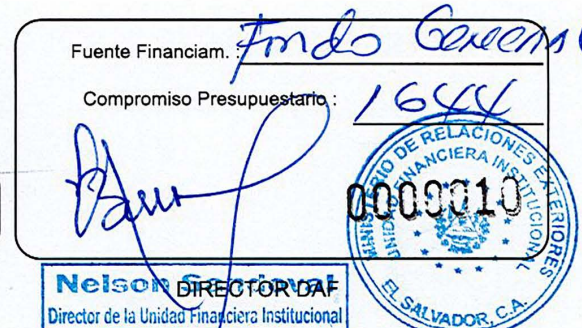 Fuente Financiam. : Fondo General
Compromiso Presupuestario : 1644
MINISTERIO DE RELACIONES EXTERIORES
UNIDAD FINANCIERA INSTITUCIONAL
EL SALVADOR, C.A.
0000010
Nelson Sandoval
DIRECTOR DAF
Director de la Unidad Financiera Institucional